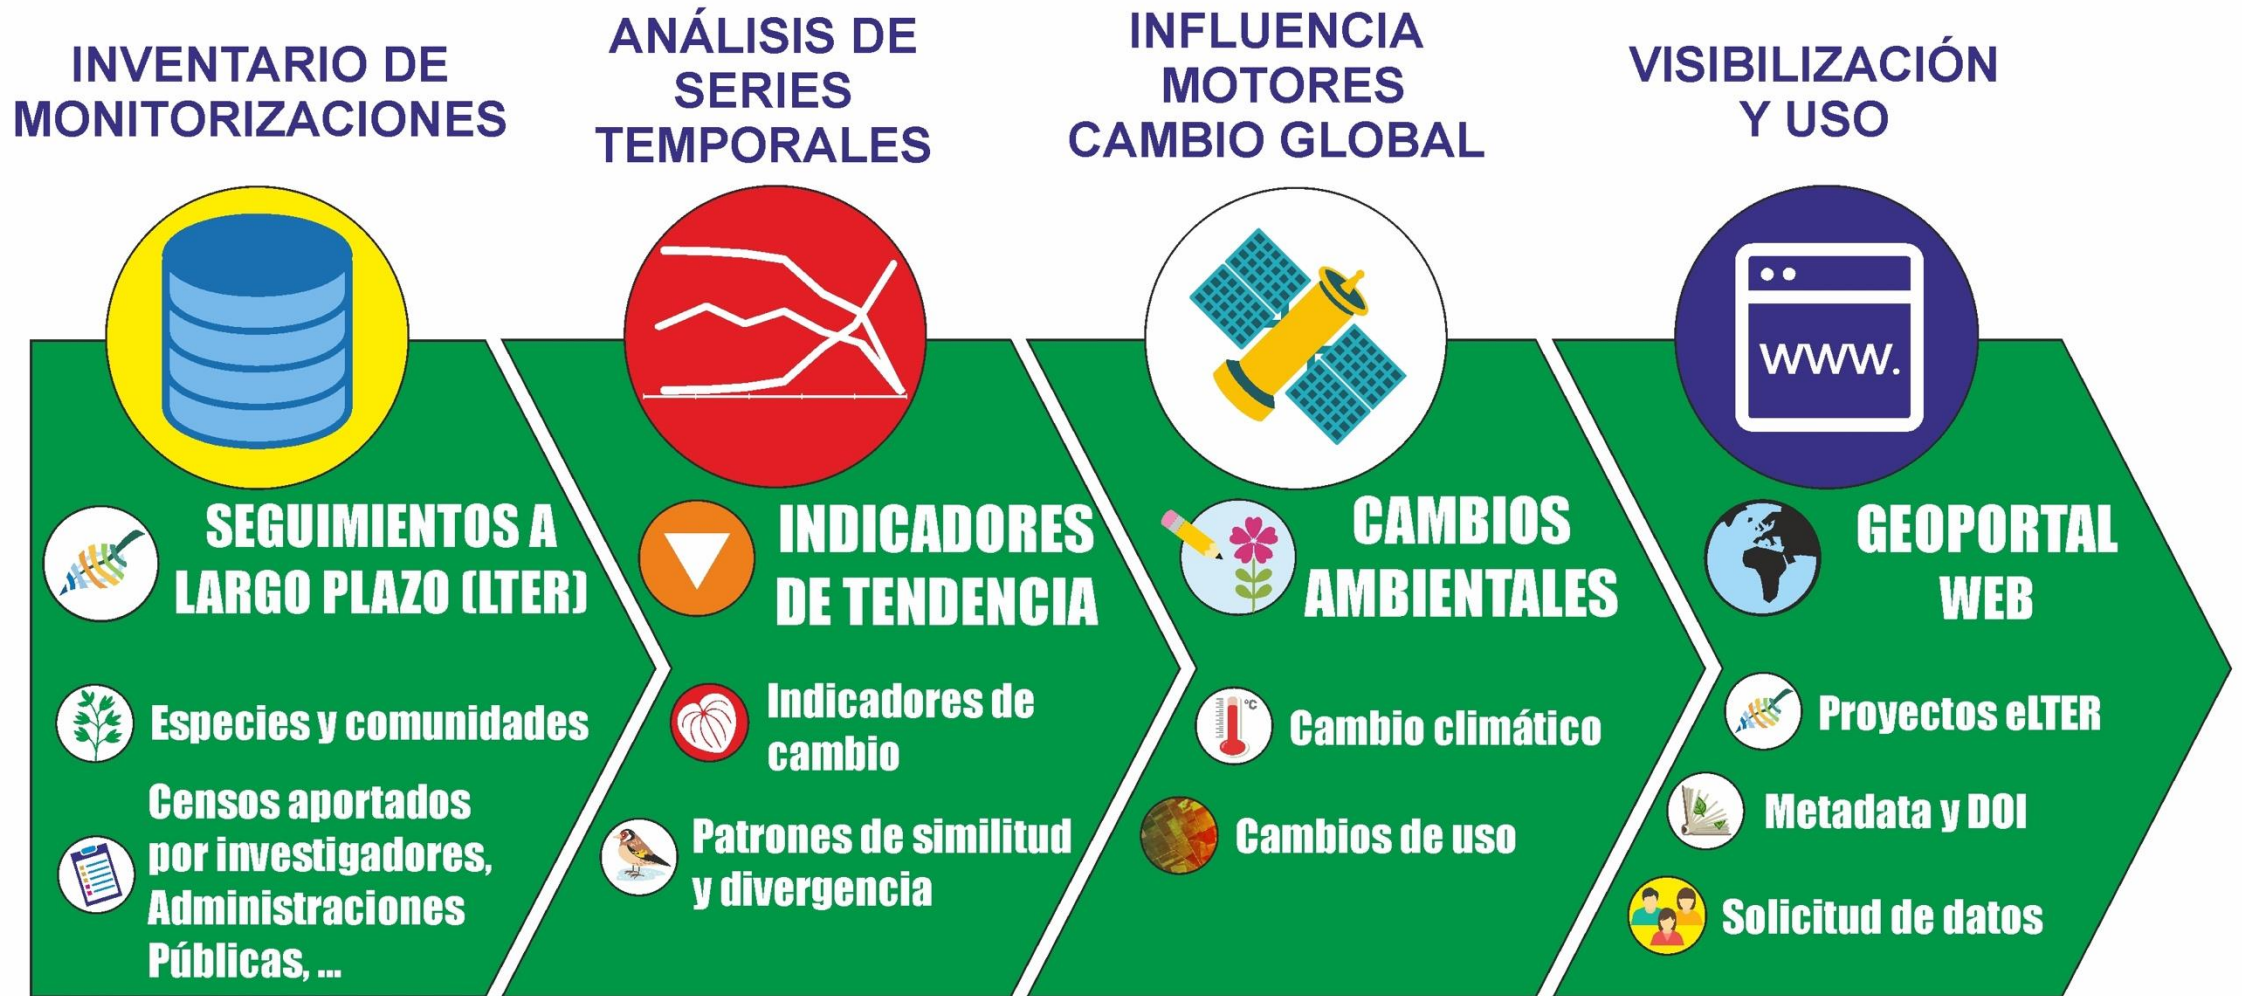 INVENTARIO DE
MONITORIZACIONES
ANÁLISIS DE
SERIES
TEMPORALES
INFLUENCIA
MOTORES
CAMBIO GLOBAL
VISIBILIZACIÓN
Y USO
www.
SEGUIMIENTOS A
LARGO PLAZO (LTER)
Especies y comunidades
Censos aportados
por investigadores,
Administraciones
Públicas, ...
INDICADORES
DE TENDENCIA
Indicadores de
cambio
Patrones de similitud
y divergencia
CAMBIOS
AMBIENTALES
°C
Cambio climático
Cambios de uso
GEOPORTAL
WEB
Proyectos eLTER
Metadata y DOI
Solicitud de datos